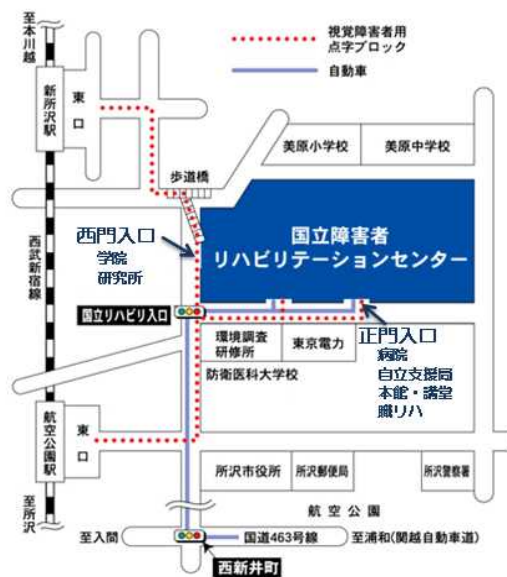 至本川越
視覚障害者用
点字ブロック
自動車
新所沢駅
東口
美原小学校
美原中学校
歩道橋
西武新宿線
西門入口
学院
研究所
国立障害者
リハビリテーションセンター
国立リハビリ入口
環境調査
研修所
東京電力
正門入口
病院
自立支援局
本館・講堂
職リハ
防衛医科大学校
航空公園駅
東口
所沢市役所
所沢郵便局
所沢警察署
至所沢
航空公園
至入間
国道463号線
至浦和(関越自動車道)
西新井町